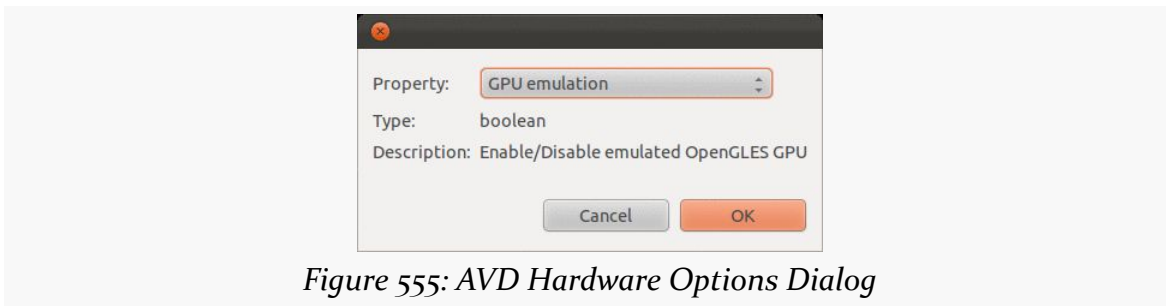 Property: GPU emulation
Type: boolean
Description: Enable/Disable emulated OpenGLES GPU
Cancel OK
Figure 555: AVD Hardware Options Dialog